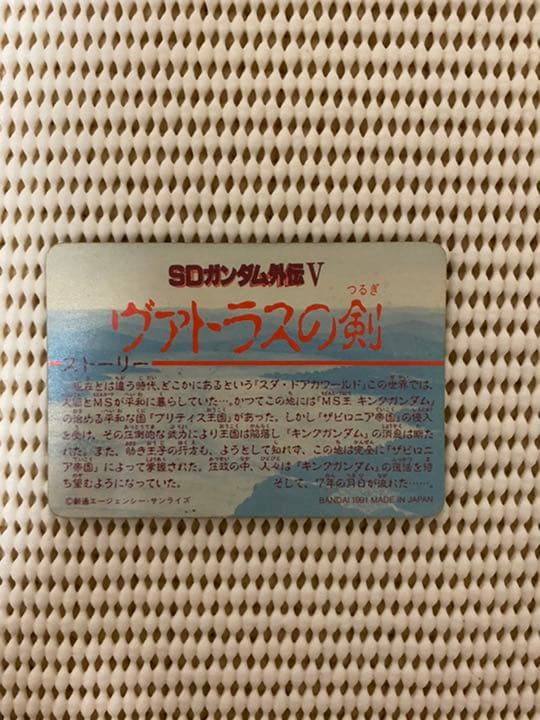 SDガンダム外伝 V
つるぎ
ヴァトラスの剣
ストーリー
現在とは違う時代、どこかにあるという「スダ・ドアカワールド」この世界では、
人間とMSが平和に暮らしていた…。かつてこの地には「MS王 キングガンダム」
の治める平和な国「ブリティス王国」があった。しかし「ザビロニア帝国」の侵入
を受け、その圧倒的な武力により王国は陥落し「キングガンダム」の消息は断た
れた。また、幼き王子の行方も、ようとして知れず、この地は完全に「ザビロニ
ア帝国」によって掌握された。圧政の中、人々は「キングガンダム」の復活を待
ち望むようになっていた。 そして、17年の月日が流れた……。
©創通エージェンシー・サンライズ BANDAI 1991 MADE IN JAPAN